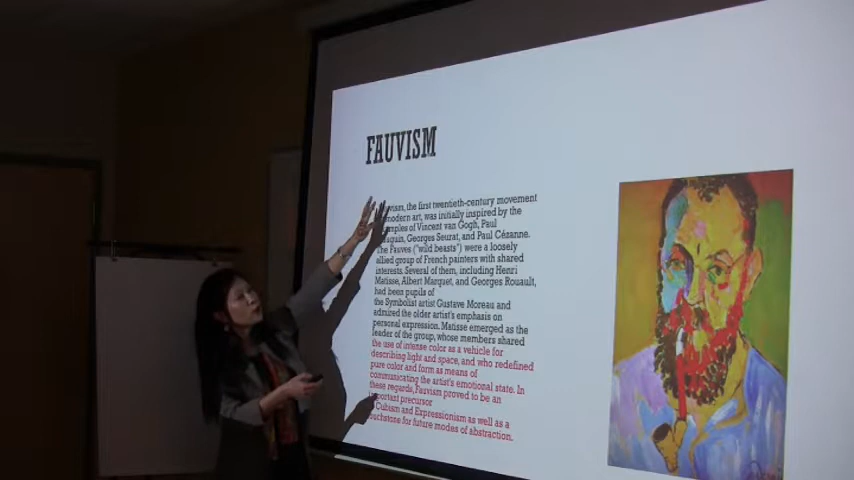 FAUVISM
the first twentieth-century movement
modern art, was initially inspired by the
of Vincent van Gogh, Paul
Georges Seurat, and Paul Cézanne.
The Fauves ("wild beasts") were a loosely
allied group of French painters with shared
interests. Several of them, including Henri
Matisse, Albert Marquet, and Georges Rouault,
had been pupils of
the Symbolist artist Gustave Moreau and
admired the older artist's emphasis on
personal expression. Matisse emerged as the
leader of the group, whose members shared
the use of intense color as a vehicle for
describing light and space, and who redefined
pure color and form as means of
communicating the artist's emotional state. In
these regards, Fauvism proved to be an
important precursor
to Cubism and Expressionism as well as a
touchstone for future modes of abstraction.